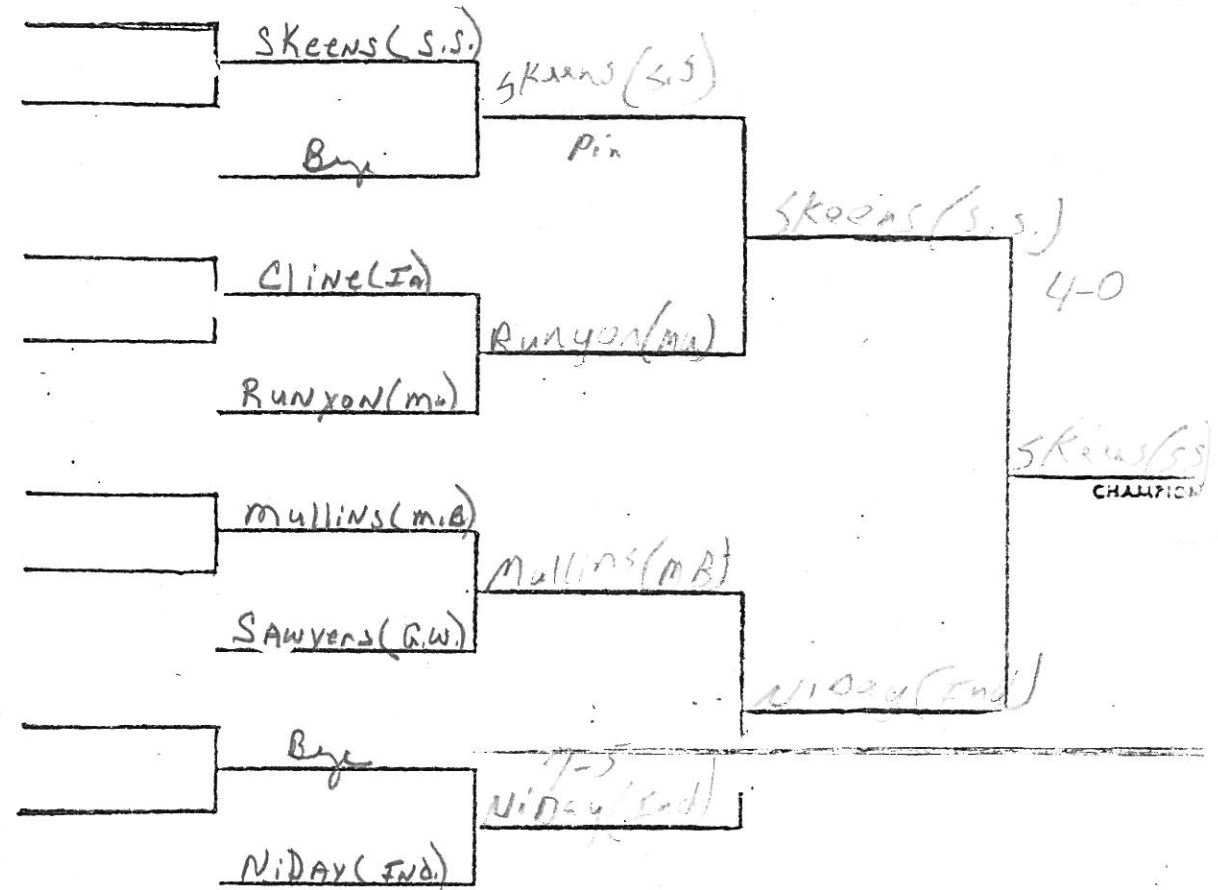 Skeens (S.S.)
Skeens (S.S)
Pin
Bye
Skeens (S.S.)
4-0
Cline (In)
Runyon (mu)
Runyon (mu)
Skeens (SS)
CHAMPION
Mullins (M.B)
Mullins (MB)
Sawyers (G.W.)
NiDay (Ind)
Bye
NiDay (Ind)
NiDay (Ind.)